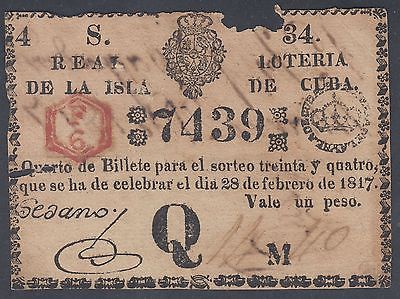 4 S. 34.
REAL LOTERIA
DE LA ISLA DE CUBA.
7439
Quarto de Billete para el sorteo treinta y quatro,
que se ha de celebrar el dia 28 de febrero de 1817.
Vale un peso.
Q M